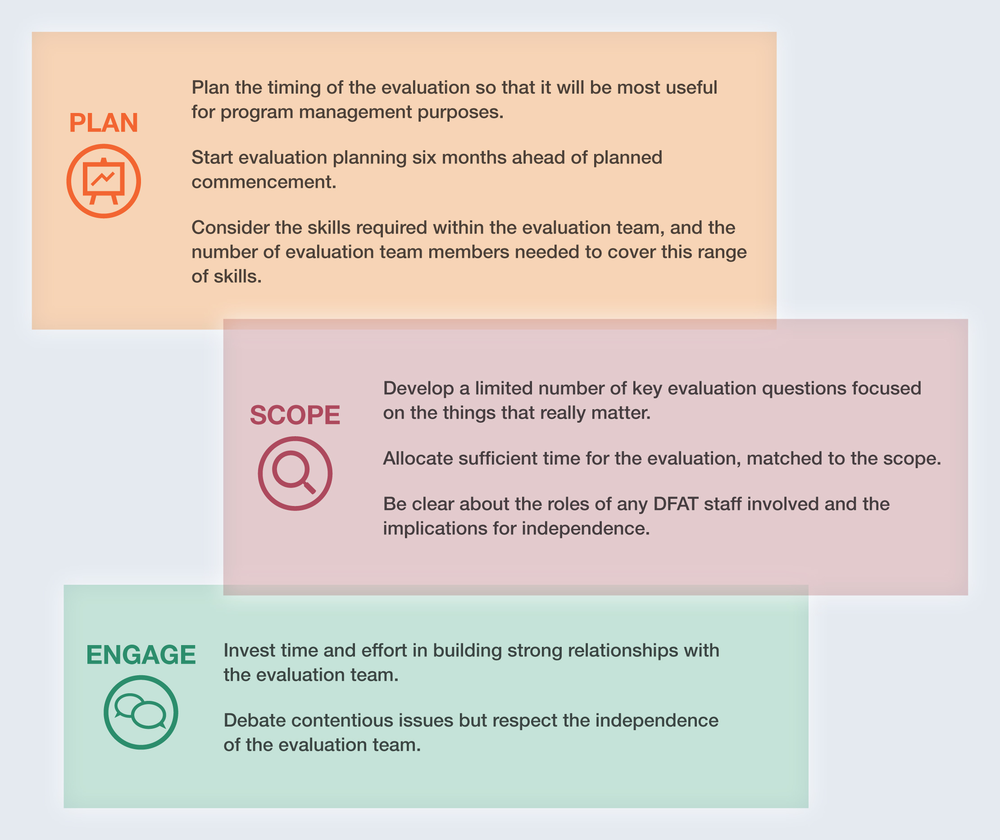 PLAN
Plan the timing of the evaluation so that it will be most useful
for program management purposes.
Start evaluation planning six months ahead of planned
commencement.
Consider the skills required within the evaluation team, and the
number of evaluation team members needed to cover this range
of skills.
SCOPE
Develop a limited number of key evaluation questions focused
on the things that really matter.
Allocate sufficient time for the evaluation, matched to the scope.
Be clear about the roles of any DFAT staff involved and the
implications for independence.
ENGAGE
Invest time and effort in building strong relationships with
the evaluation team.
Debate contentious issues but respect the independence
of the evaluation team.